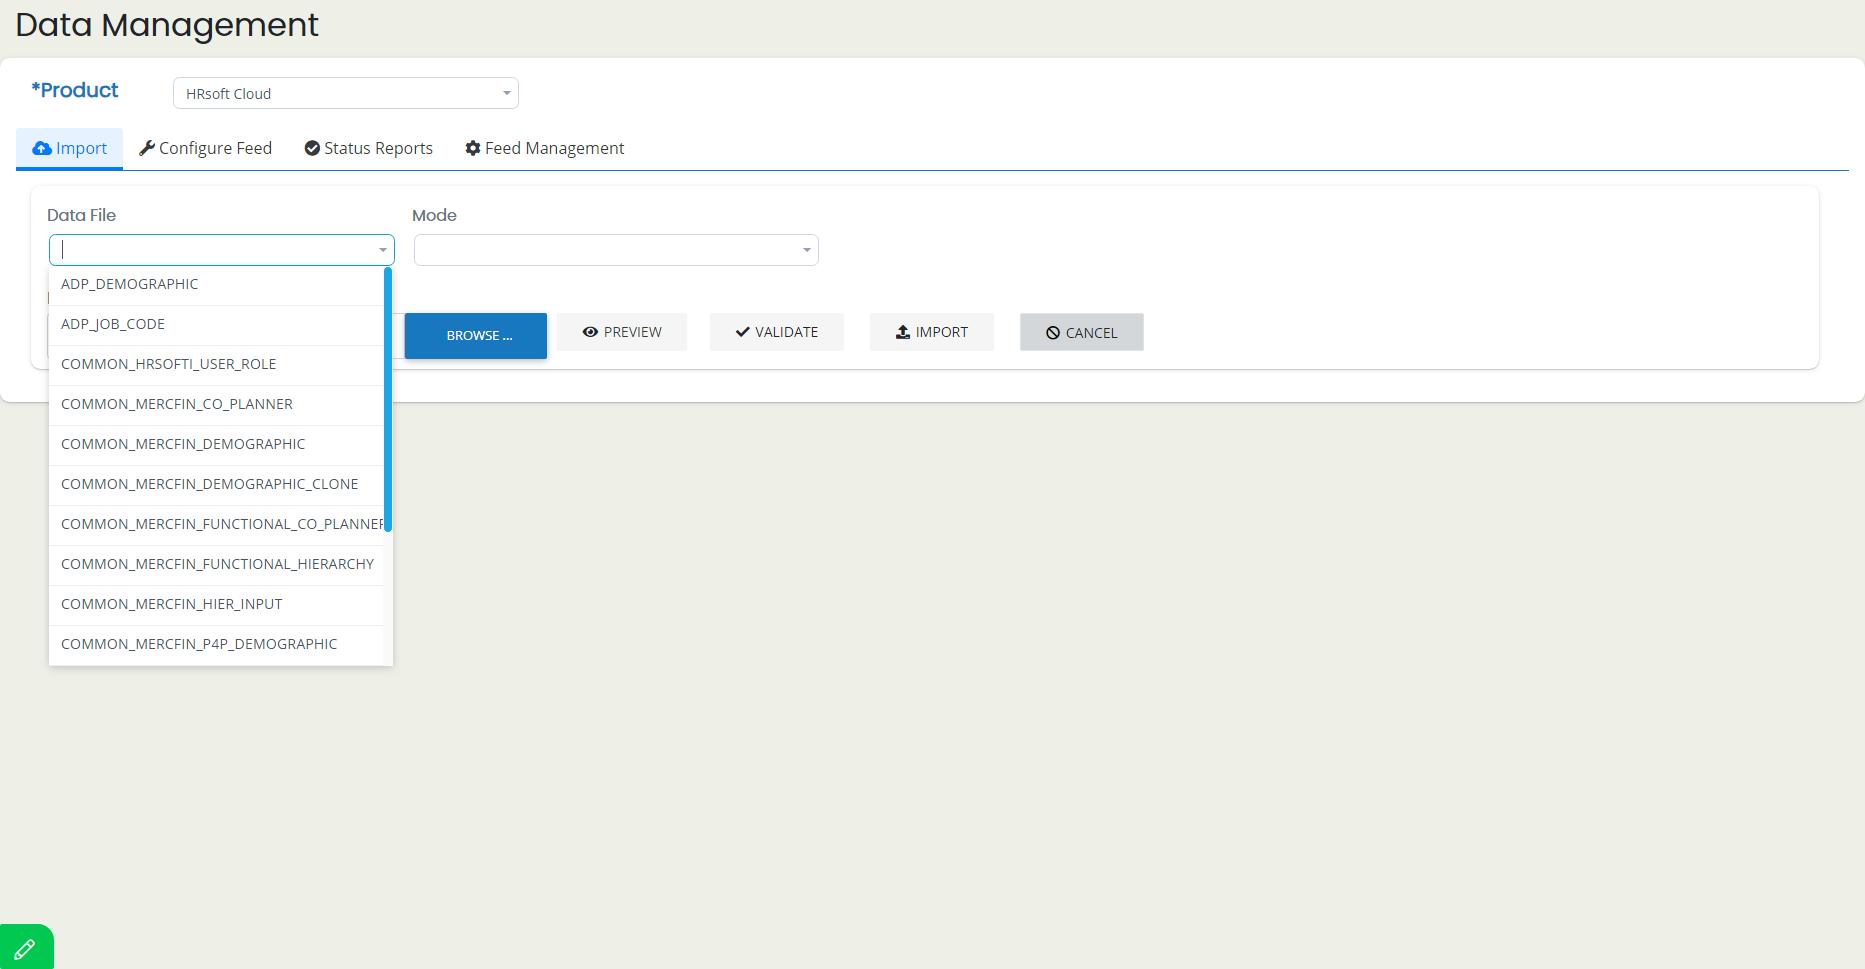 Data Management
*Product
HRsoft Cloud
Import
Configure Feed
Status Reports
Feed Management
Data File
Mode
ADP_DEMOGRAPHIC
ADP_JOB_CODE
COMMON_HRSOFTI_USER_ROLE
COMMON_MERCFIN_CO_PLANNER
COMMON_MERCFIN_DEMOGRAPHIC
COMMON_MERCFIN_DEMOGRAPHIC_CLONE
COMMON_MERCFIN_FUNCTIONAL_CO_PLANNER
COMMON_MERCFIN_FUNCTIONAL_HIERARCHY
COMMON_MERCFIN_HIER_INPUT
COMMON_MERCFIN_P4P_DEMOGRAPHIC
BROWSE ...
PREVIEW
VALIDATE
IMPORT
CANCEL